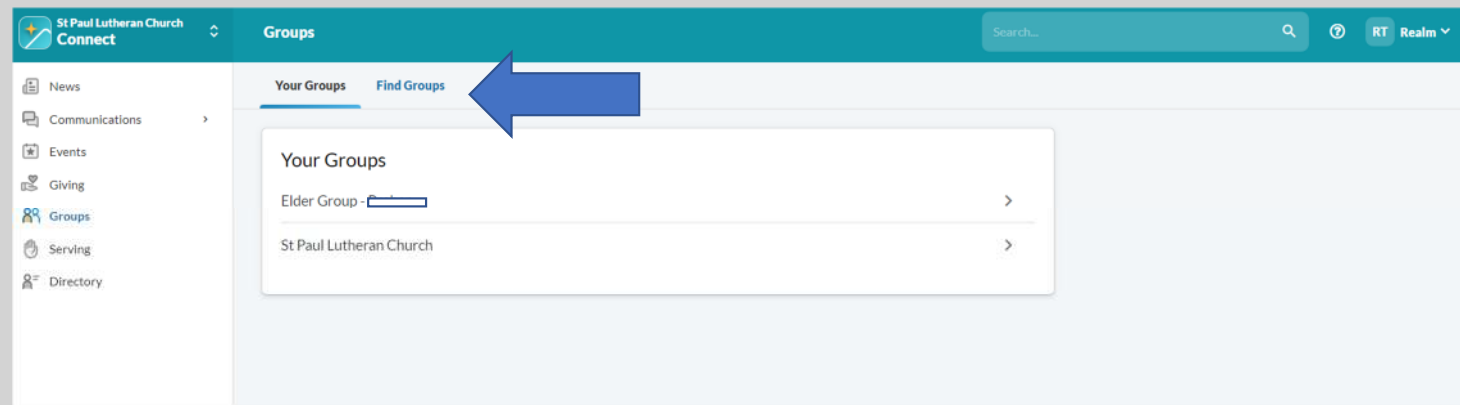 St Paul Lutheran Church
Connect
Groups
Search...
RT Realm
News
Communications
Events
Giving
Groups
Serving
Directory
Your Groups Find Groups
Your Groups
Elder Group -
St Paul Lutheran Church